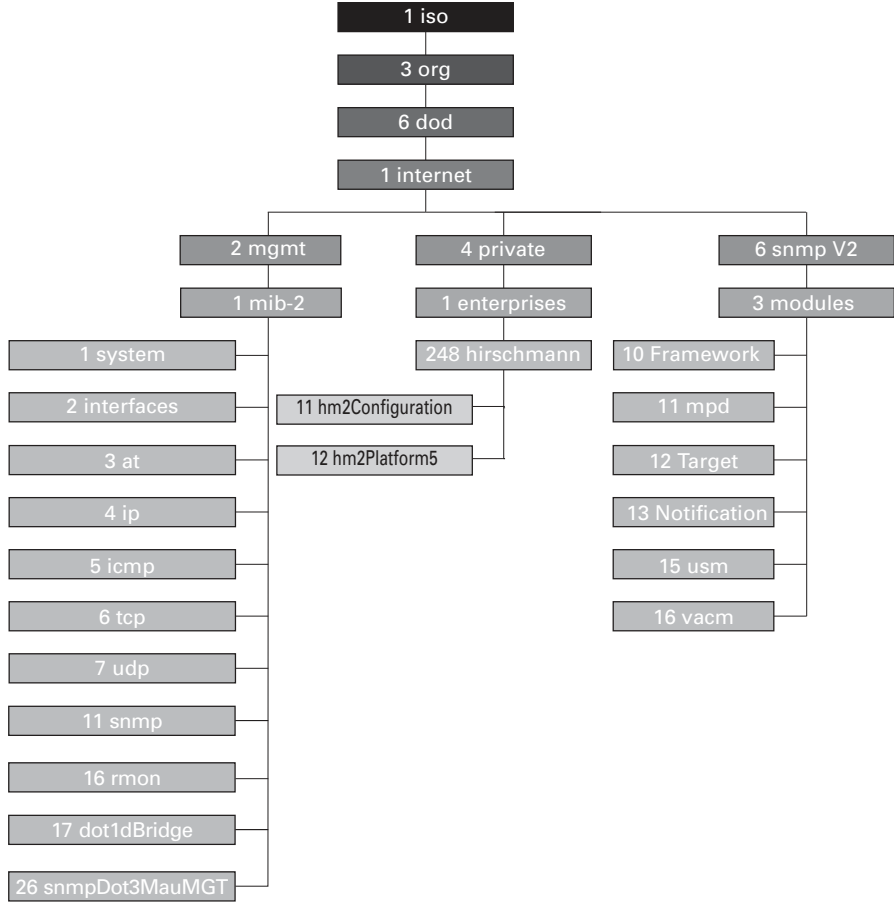 1 iso
3 org
6 dod
1 internet
2 mgmt
4 private
6 snmp V2
1 mib-2
1 enterprises
3 modules
1 system
248 hirschmann
10 Framework
2 interfaces
11 hm2Configuration
11 mpd
3 at
12 hm2Platform5
12 Target
4 ip
13 Notification
5 icmp
15 usm
6 tcp
16 vacm
7 udp
11 snmp
16 rmon
17 dot1dBridge
26 snmpDot3MauMGT